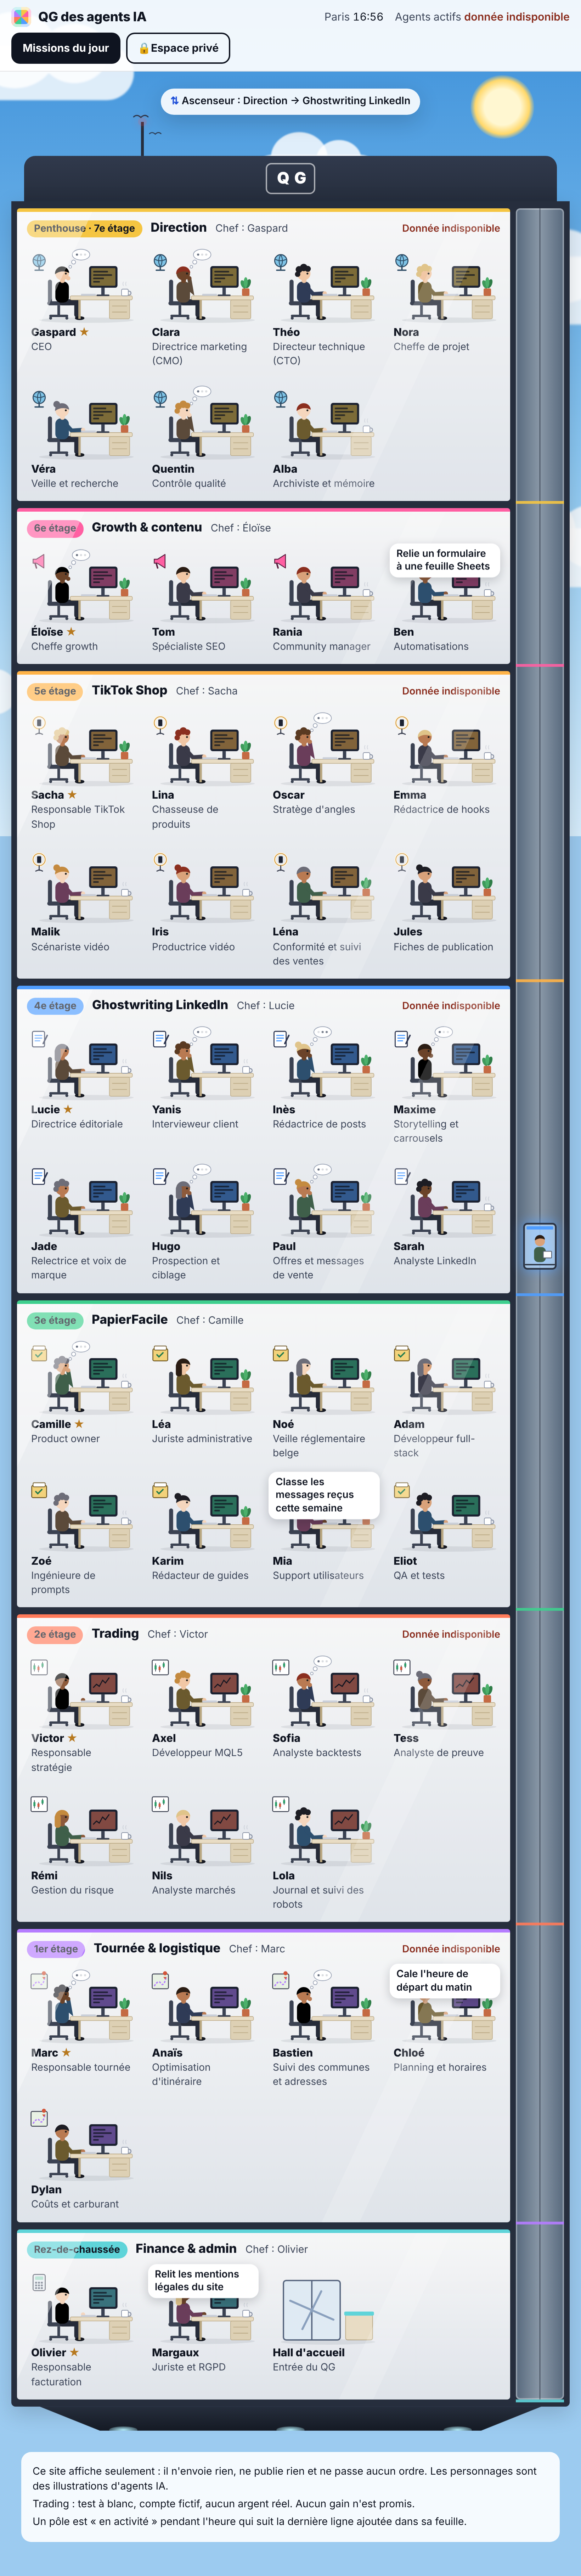 QG des agents IA
Paris 16:56 Agents actifs donnée indisponible
Missions du jour
Espace privé
Ascenseur : Direction → Ghostwriting LinkedIn
QG
Penthouse · 7e étage Direction Chef : Gaspard Donnée indisponible
Gaspard ★
CEO
Clara
Directrice marketing
(CMO)
Théo
Directeur technique
(CTO)
Nora
Cheffe de projet
Véra
Veille et recherche
Quentin
Contrôle qualité
Alba
Archiviste et mémoire
6e étage Growth & contenu Chef : Éloïse
Relie un formulaire
à une feuille Sheets
Éloïse ★
Cheffe growth
Tom
Spécialiste SEO
Rania
Community manager
Ben
Automatisations
5e étage TikTok Shop Chef : Sacha Donnée indisponible
Sacha ★
Responsable TikTok
Shop
Lina
Chasseuse de
produits
Oscar
Stratège d'angles
Emma
Rédactrice de hooks
Malik
Scénariste vidéo
Iris
Productrice vidéo
Léna
Conformité et suivi
des ventes
Jules
Fiches de publication
4e étage Ghostwriting LinkedIn Chef : Lucie Donnée indisponible
Lucie ★
Directrice éditoriale
Yanis
Intervieweur client
Inès
Rédactrice de posts
Maxime
Storytelling et
carrousels
Jade
Relectrice et voix de
marque
Hugo
Prospection et
ciblage
Paul
Offres et messages
de vente
Sarah
Analyste LinkedIn
3e étage PapierFacile Chef : Camille
Camille ★
Product owner
Léa
Juriste administrative
Noé
Veille réglementaire
belge
Adam
Développeur full-
stack
Classe les
messages reçus
cette semaine
Zoé
Ingénieure de
prompts
Karim
Rédacteur de guides
Mia
Support utilisateurs
Eliot
QA et tests
2e étage Trading Chef : Victor Donnée indisponible
Victor ★
Responsable
stratégie
Axel
Développeur MQL5
Sofia
Analyste backtests
Tess
Analyste de preuve
Rémi
Gestion du risque
Nils
Analyste marchés
Lola
Journal et suivi des
robots
1er étage Tournée & logistique Chef : Marc Donnée indisponible
Cale l'heure de
départ du matin
Marc ★
Responsable tournée
Anaïs
Optimisation
d'itinéraire
Bastien
Suivi des communes
et adresses
Chloé
Planning et horaires
Dylan
Coûts et carburant
Rez-de-chaussée Finance & admin Chef : Olivier
Relit les mentions
légales du site
Olivier ★
Responsable
facturation
Margaux
Juriste et RGPD
Hall d'accueil
Entrée du QG
Ce site affiche seulement : il n'envoie rien, ne publie rien et ne passe aucun ordre. Les personnages sont
des illustrations d'agents IA.
Trading : test à blanc, compte fictif, aucun argent réel. Aucun gain n'est promis.
Un pôle est « en activité » pendant l'heure qui suit la dernière ligne ajoutée dans sa feuille.